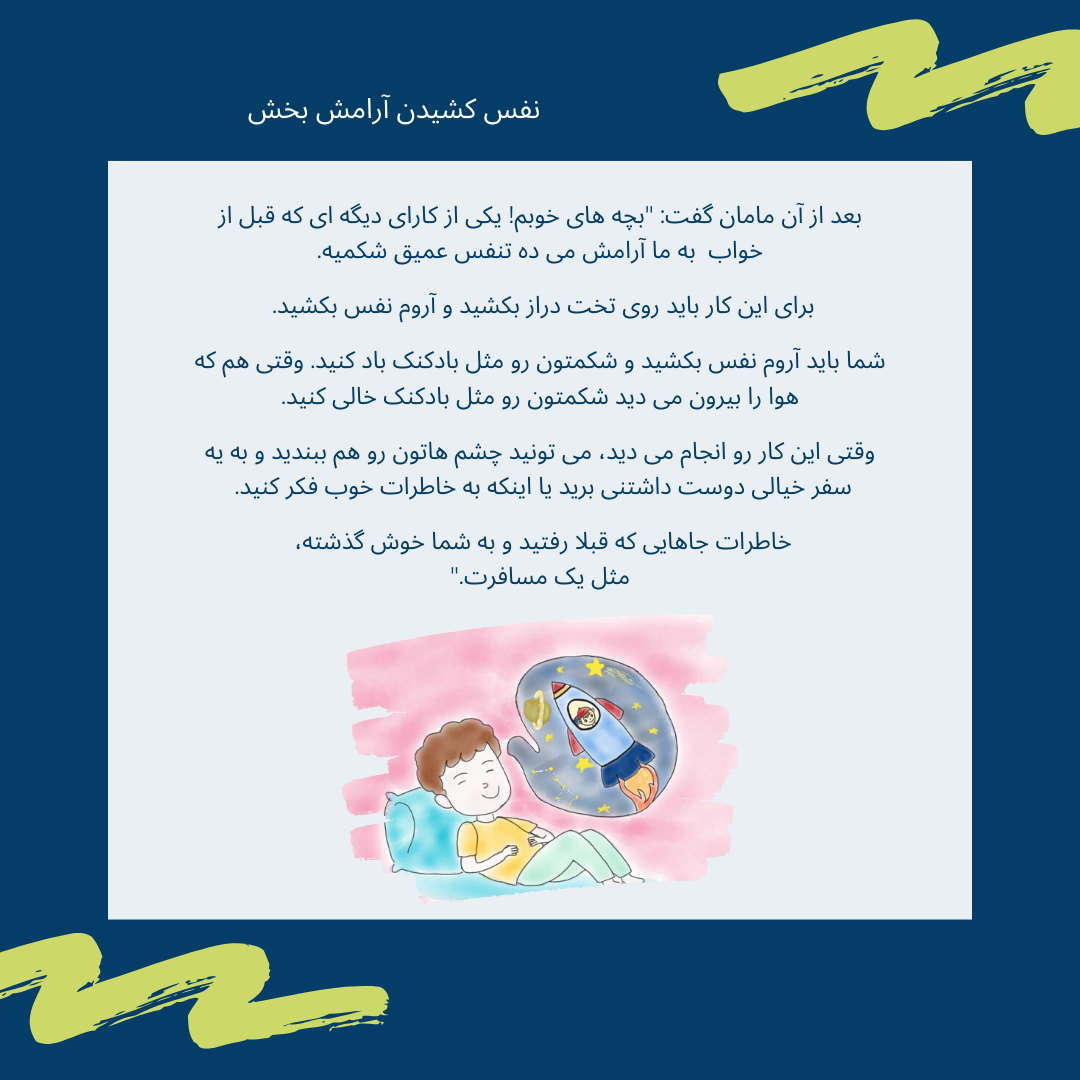 نفس کشیدن آرامش بخش
بعد از آن مامان گفت: "بچه های خوبم! یکی از کارای دیگه ای که قبل از
خواب  به ما آرامش می ده تنفس عمیق شکمیه.
برای این کار باید روی تخت دراز بکشید و آروم نفس بکشید.
شما باید آروم نفس بکشید و شکمتون رو مثل بادکنک باد کنید. وقتی هم که
هوا را بیرون می دید شکمتون رو مثل بادکنک خالی کنید.
وقتی این کار رو انجام می دید، می تونید چشم هاتون رو هم ببندید و به یه
سفر خیالی دوست داشتنی برید یا اینکه به خاطرات خوب فکر کنید.
خاطرات جاهایی که قبلا رفتید و به شما خوش گذشته،
مثل یک مسافرت."